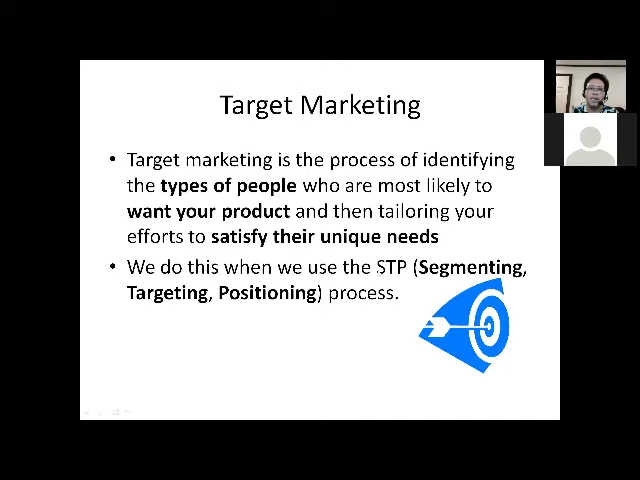 Target Marketing
• Target marketing is the process of identifying
the types of people who are most likely to
want your product and then tailoring your
efforts to satisfy their unique needs
• We do this when we use the STP (Segmenting,
Targeting, Positioning) process.